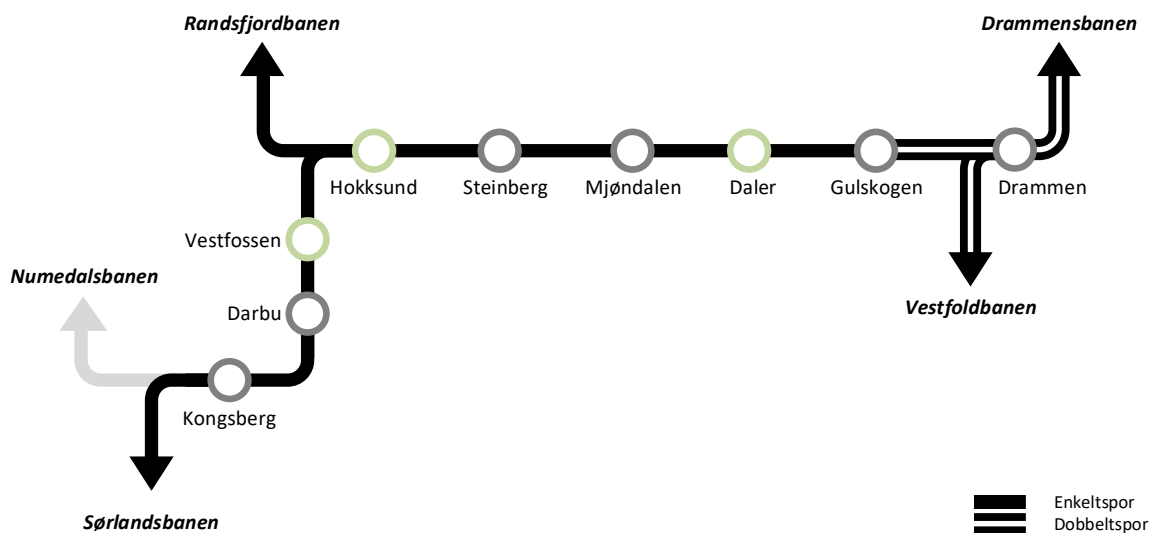 Randsfjordbanen
Drammensbanen
Hokksund
Steinberg
Mjøndalen
Daler
Gulskogen
Drammen
Vestfossen
Numedalsbanen
Vestfoldbanen
Darbu
Kongsberg
Sørlandsbanen
Enkeltspor
Dobbeltspor